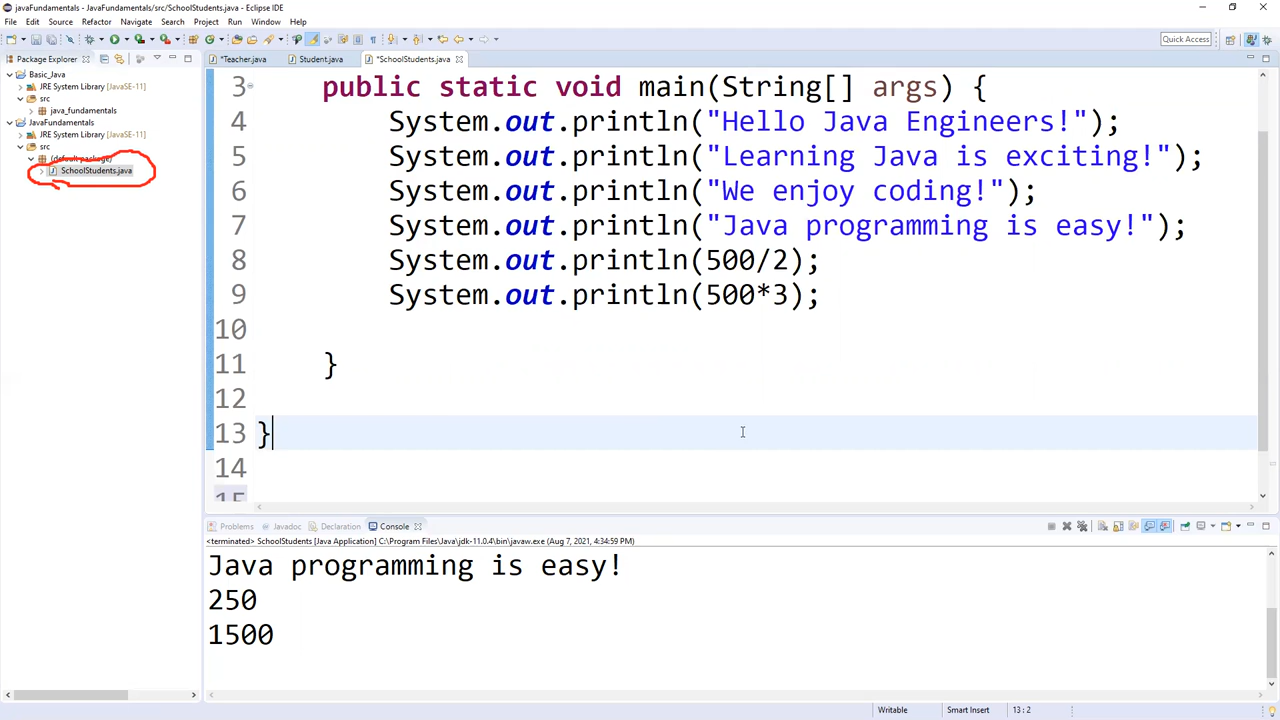 javaFundamentals - JavaFundamentals/src/SchoolStudents.java - Eclipse IDE
File Edit Source Refactor Navigate Search Project Run Window Help
Quick Access
Package Explorer
*Teacher.java Student.java *SchoolStudents.java
Basic_Java
JRE System Library [JavaSE-11]
src
java_fundamentals
JavaFundamentals
JRE System Library [JavaSE-11]
src
(default package)
SchoolStudents.java
3 public static void main(String[] args) {
4 System.out.println("Hello Java Engineers!");
5 System.out.println("Learning Java is exciting!");
6 System.out.println("We enjoy coding!");
7 System.out.println("Java programming is easy!");
8 System.out.println(500/2);
9 System.out.println(500*3);
10
11 }
12
13 }
14
15
Problems Javadoc Declaration Console
<terminated> SchoolStudents [Java Application] C:\Program Files\Java\jdk-11.0.4\bin\javaw.exe (Aug 7, 2021, 4:34:59 PM)
Java programming is easy!
250
1500
Writable Smart Insert 13 : 2